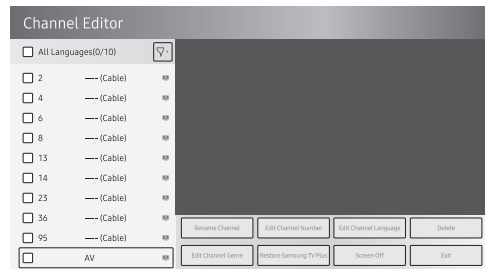 Channel Editor
All Languages(0/10)
2 —-- (Cable)
4 —-- (Cable)
6 —-- (Cable)
8 —-- (Cable)
13 —-- (Cable)
14 —-- (Cable)
23 —-- (Cable)
36 —-- (Cable)
95 —-- (Cable)
AV
Rename Channel Edit Channel Number Edit Channel Language Delete
Edit Channel Genre Restore Samsung TV Plus Screen Off Exit